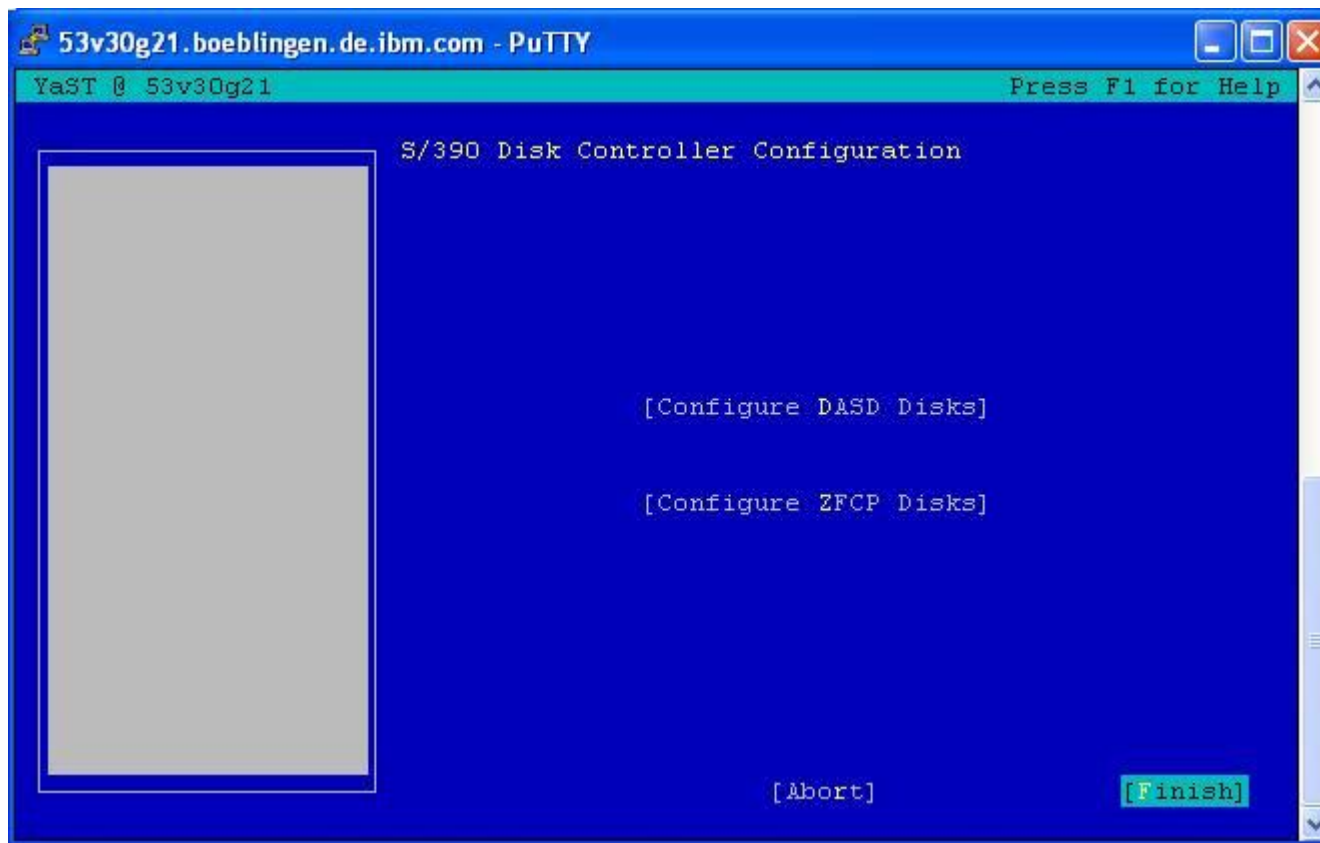 53v30g21.boeblingen.de.ibm.com - PuTTY
YaST @ 53v30g21 Press F1 for Help
S/390 Disk Controller Configuration
[Configure DASD Disks]
[Configure ZFCP Disks]
[Abort] [Finish]